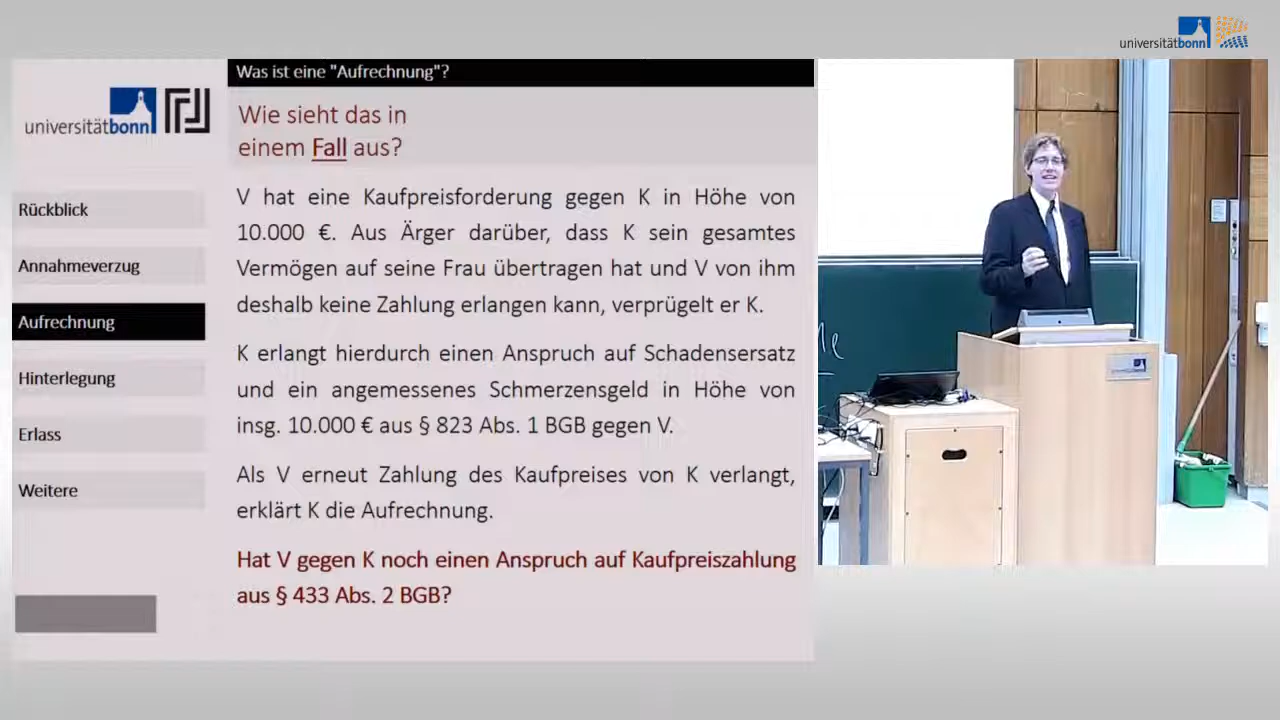 universitätbonn
Was ist eine "Aufrechnung"?
universitätbonn
Wie sieht das in
einem Fall aus?
Rückblick
Annahmeverzug
Aufrechnung
Hinterlegung
Erlass
Weitere
V hat eine Kaufpreisforderung gegen K in Höhe von
10.000 €. Aus Ärger darüber, dass K sein gesamtes
Vermögen auf seine Frau übertragen hat und V von ihm
deshalb keine Zahlung erlangen kann, verprügelt er K.
K erlangt hierdurch einen Anspruch auf Schadensersatz
und ein angemessenes Schmerzensgeld in Höhe von
insg. 10.000 € aus § 823 Abs. 1 BGB gegen V.
Als V erneut Zahlung des Kaufpreises von K verlangt,
erklärt K die Aufrechnung.
Hat V gegen K noch einen Anspruch auf Kaufpreiszahlung
aus § 433 Abs. 2 BGB?